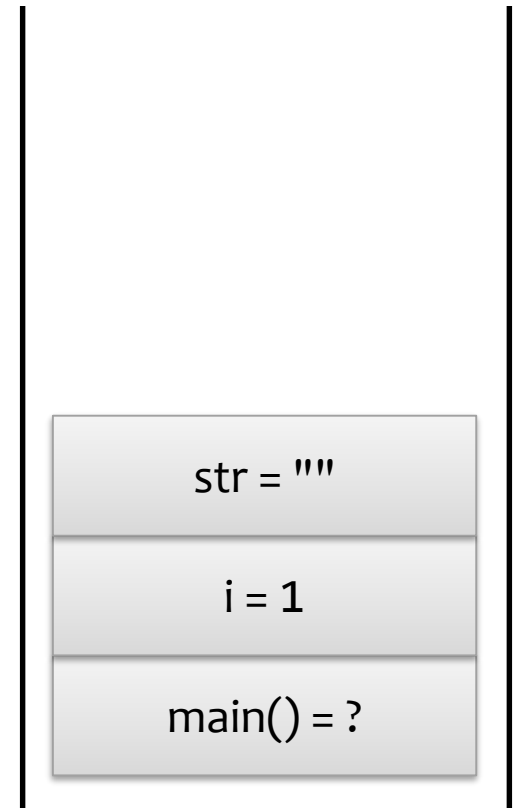 str = ""
i = 1
main() = ?